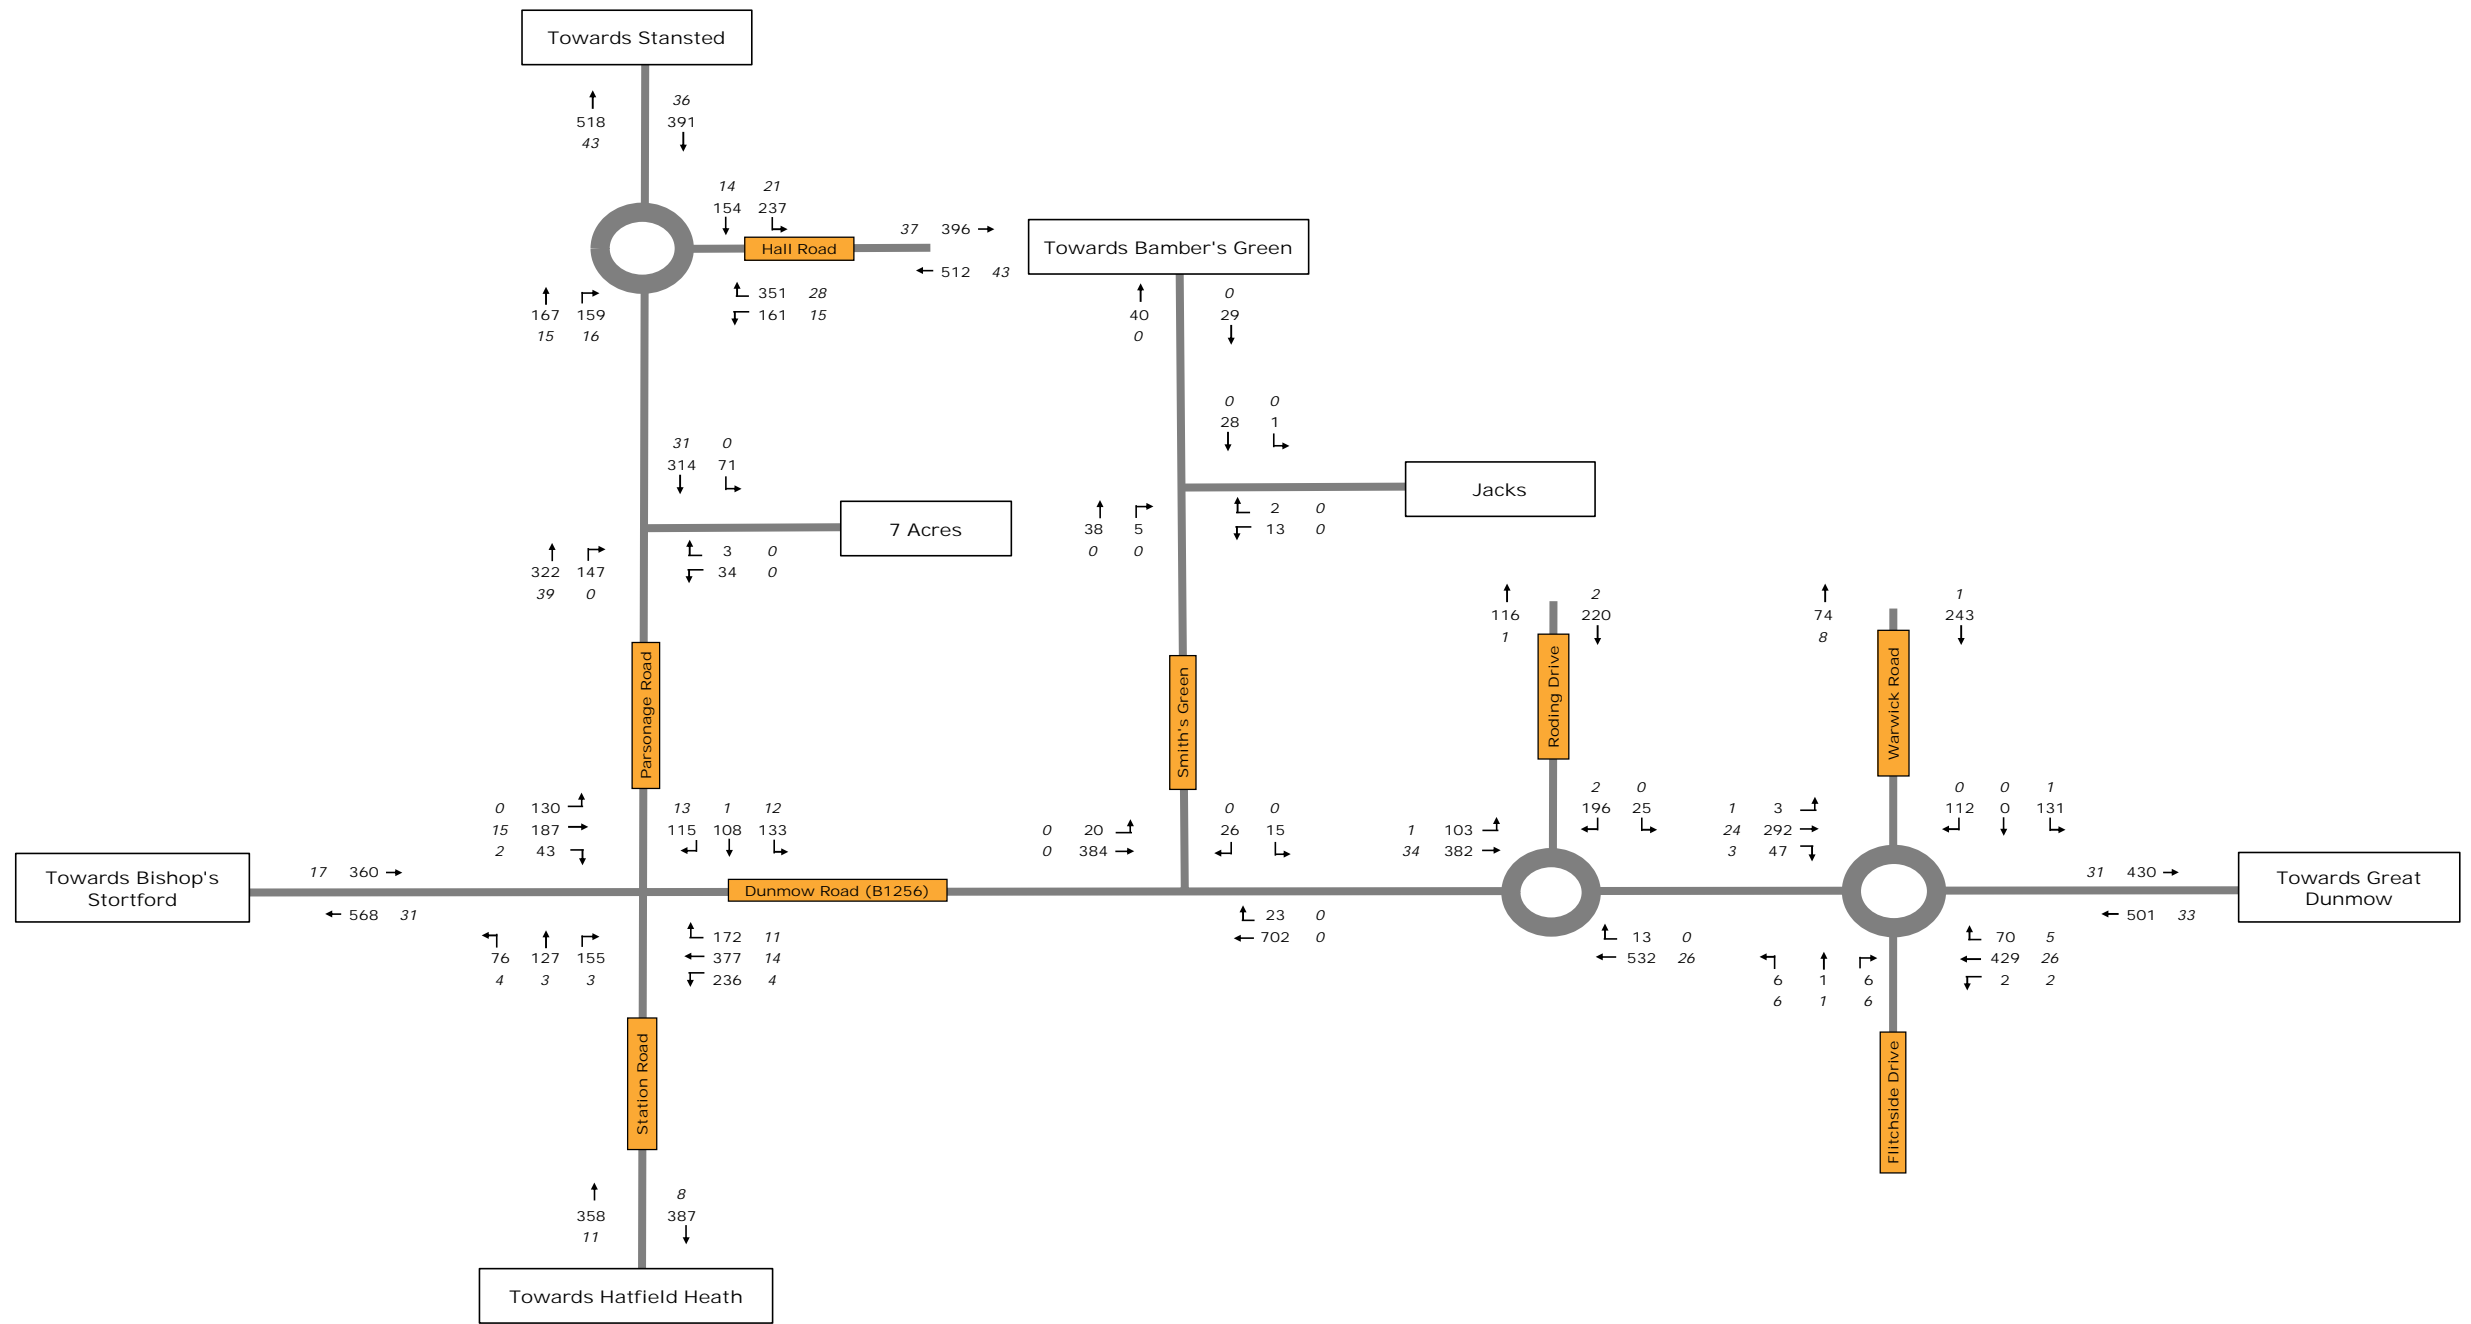 Towards Stansted
36
518 391
43
14 21
154 237
37 396
Hall Road
512 43
351 28
161 15
167 159
15 16
Towards Bamber's Green
0
40 29
0
0 0
28 1
31 0
314 71
Jacks
2 0
13 0
38 5
0 0
7 Acres
3 0
34 0
322 147
39 0
2
116 220
1
1
74 243
8
Parsonage Road
Smith's Green
Roding Drive
Warwick Road
0 130
15 187
2 43
13 1 12
115 108 133
0 20
0 384
0 0
26 15
1 103
34 382
2 0
196 25
1 3
24 292
3 47
0 0 1
112 0 131
Towards Bishop's
Stortford
17 360
568 31
Dunmow Road (B1256)
31 430
501 33
Towards Great
Dunmow
76 127 155
4 3 3
172 11
377 14
236 4
23 0
702 0
13 0
532 26
6 1 6
6 1 6
70 5
429 26
2 2
Station Road
Flitchside Drive
8
358 387
11
Towards Hatfield Heath